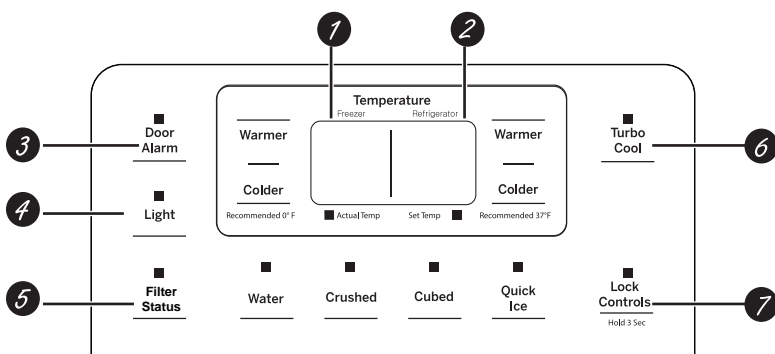 1
2
Temperature
Freezer
Refrigerator
3
Door
Alarm
Warmer
Warmer
Turbo
Cool
6
Colder
Colder
4
Light
Recommended 0° F
Actual Temp
Set Temp
Recommended 37°F
5
Filter
Status
Water
Crushed
Cubed
Quick
Ice
Lock
Controls
Hold 3 Sec
7